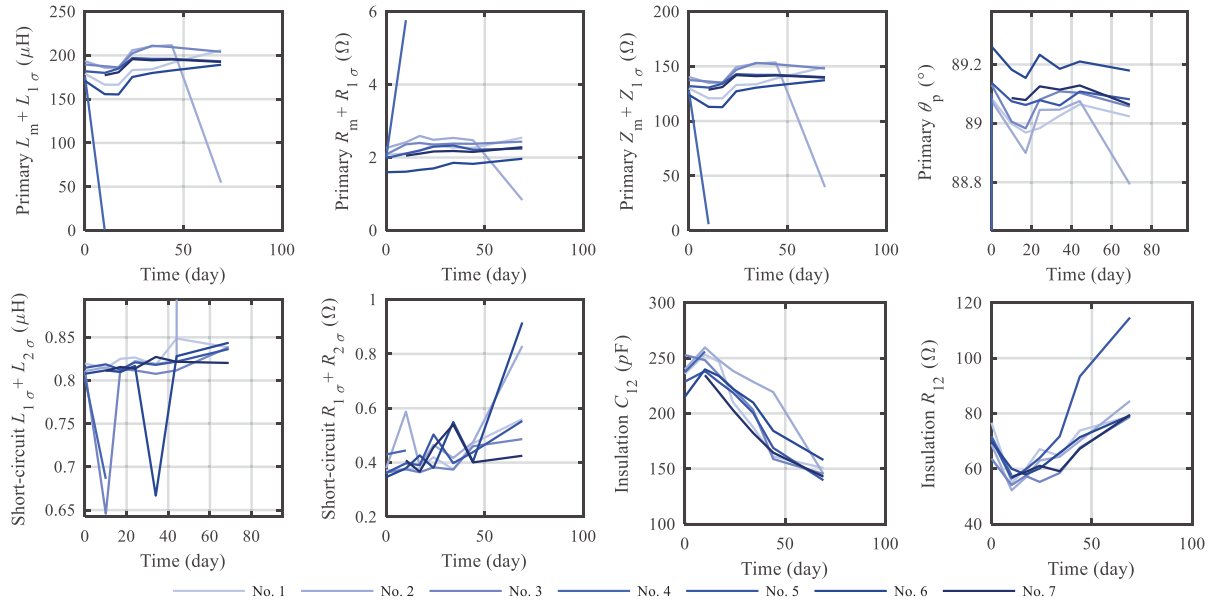 Primary L_m + L_1σ (μH)
250
200
150
100
50
0
0 50 100
Time (day)
Primary R_m + R_1σ (Ω)
6
4
2
0
0 50 100
Time (day)
Primary Z_m + Z_1σ (Ω)
200
150
100
50
0
0 50 100
Time (day)
Primary θ_p (°)
89.2
89
88.8
0 20 40 60 80
Time (day)
Short-circuit L_1σ + L_2σ (μH)
0.85
0.8
0.75
0.7
0.65
0 20 40 60 80
Time (day)
Short-circuit R_1σ + R_2σ (Ω)
1
0.8
0.6
0.4
0.2
0 50 100
Time (day)
Insulation C_12 (pF)
300
250
200
150
100
0 50 100
Time (day)
Insulation R_12 (Ω)
120
100
80
60
40
0 50 100
Time (day)
No. 1 No. 2 No. 3 No. 4 No. 5 No. 6 No. 7